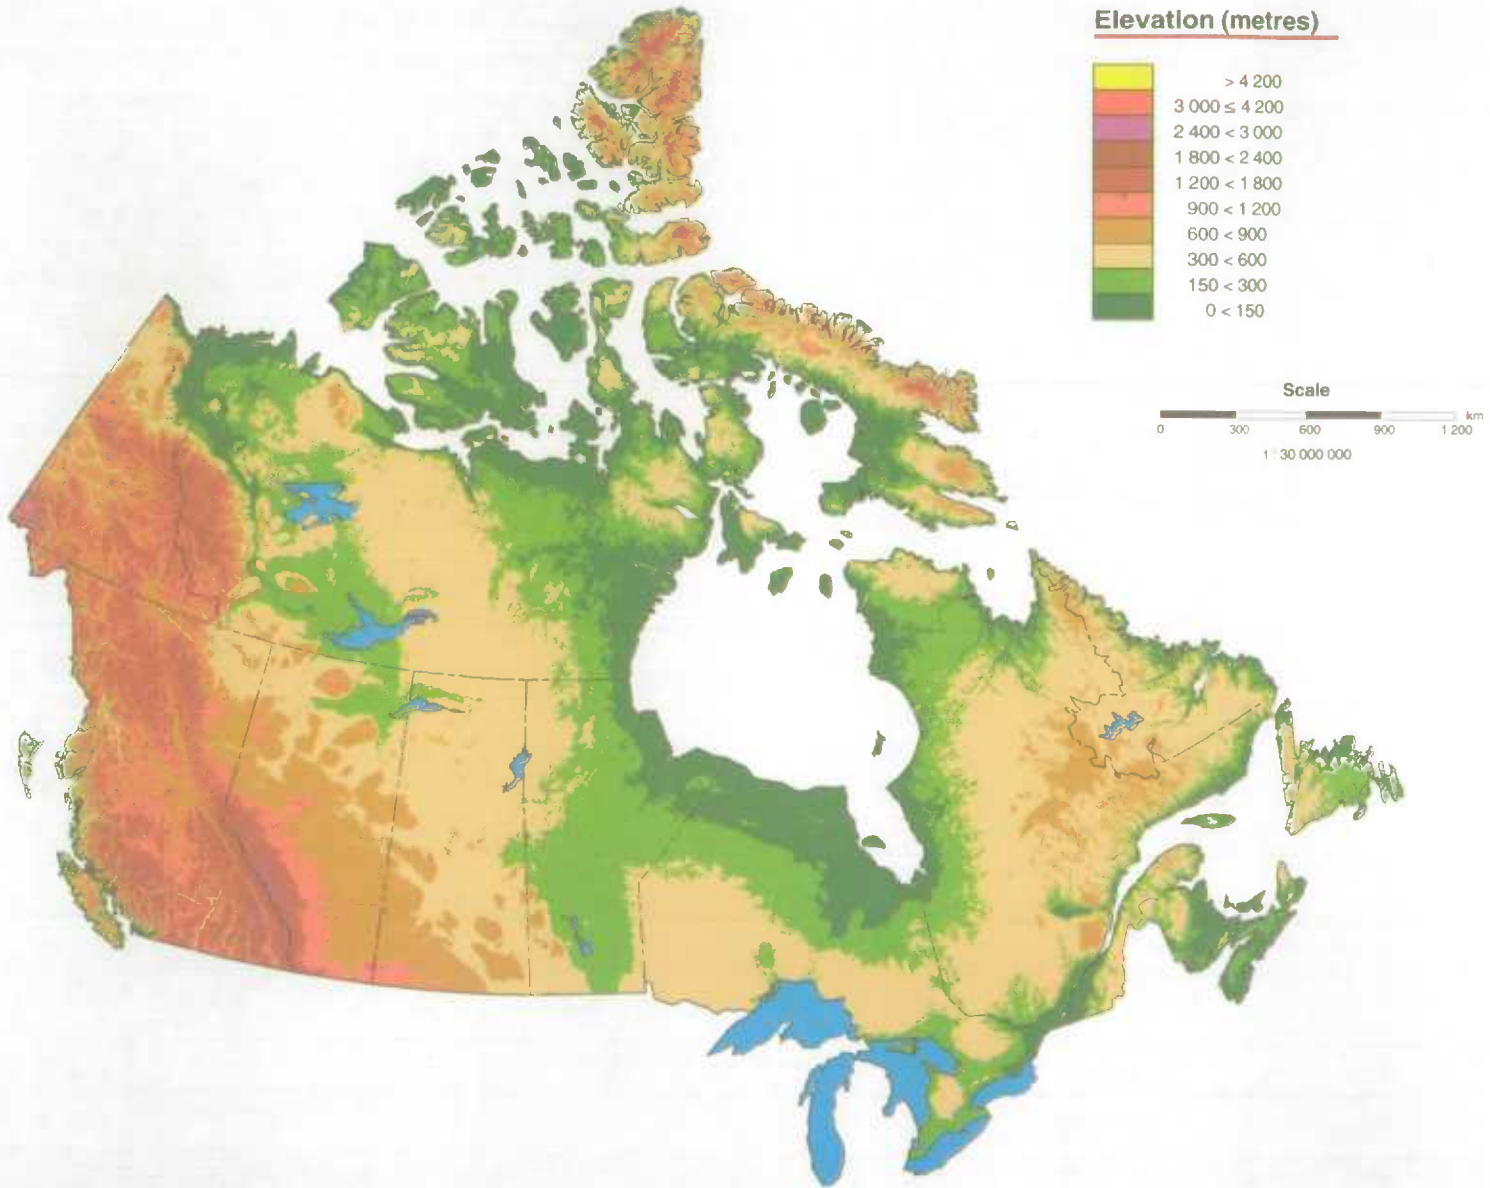 Elevation (metres)
> 4 200
3 000 ≤ 4 200
2 400 < 3 000
1 800 < 2 400
1 200 < 1 800
900 < 1 200
600 < 900
300 < 600
150 < 300
0 < 150
Scale
km
0 300 600 900 1 200
1 : 30 000 000